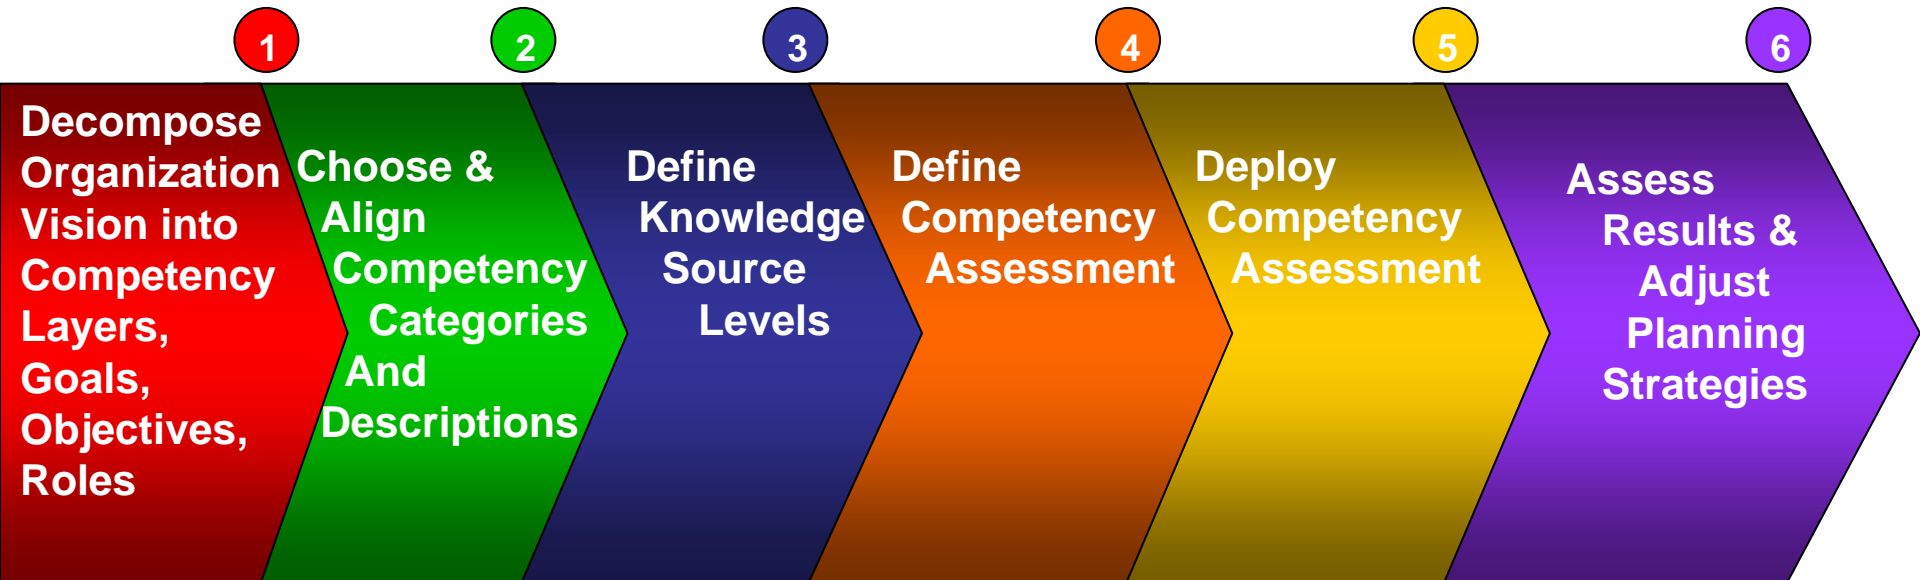 1
2
3
4
5
6
Decompose
Organization
Vision into
Competency
Layers,
Goals,
Objectives,
Roles
Choose &
Align
Competency
Categories
And
Descriptions
Define
Knowledge
Source
Levels
Define
Competency
Assessment
Deploy
Competency
Assessment
Assess
Results &
Adjust
Planning
Strategies